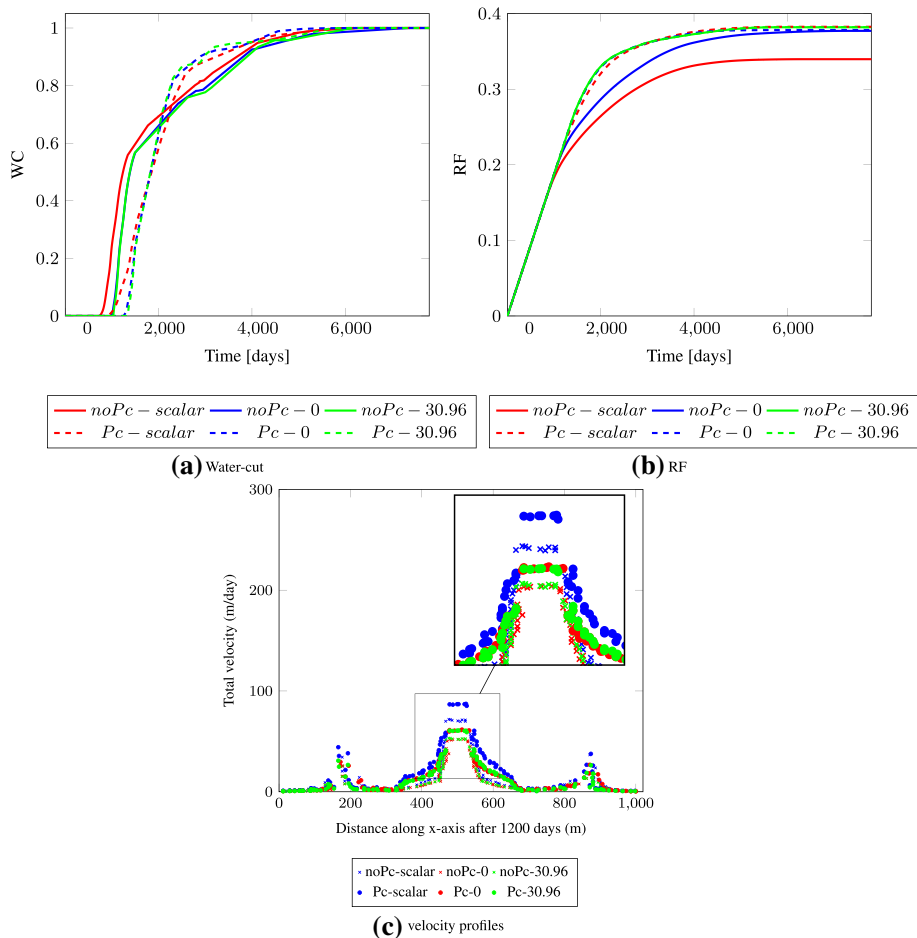 1
0.8
0.6
0.4
0.2
0
WC
0 2,000 4,000 6,000
Time [days]
noPc − scalar noPc − 0 noPc − 30.96
Pc − scalar Pc − 0 Pc − 30.96
(a) Water-cut
0.4
0.3
0.2
0.1
0
RF
0 2,000 4,000 6,000
Time [days]
noPc − scalar noPc − 0 noPc − 30.96
Pc − scalar Pc − 0 Pc − 30.96
(b) RF
300
200
100
0
Total velocity (m/day)
0 200 400 600 800 1,000
Distance along x-axis after 1200 days (m)
noPc-scalar noPc-0 noPc-30.96
Pc-scalar Pc-0 Pc-30.96
(c) velocity profiles